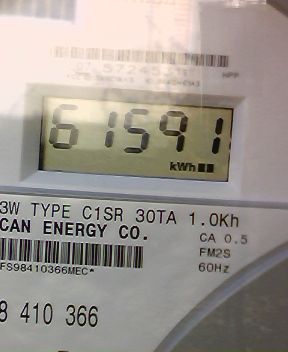 61591
kWh
3W TYPE C1SR 30TA 1.0Kh
CAN ENERGY CO.
CA 0.5
FM2S
FS98410366MEC*
60Hz
8 410 366